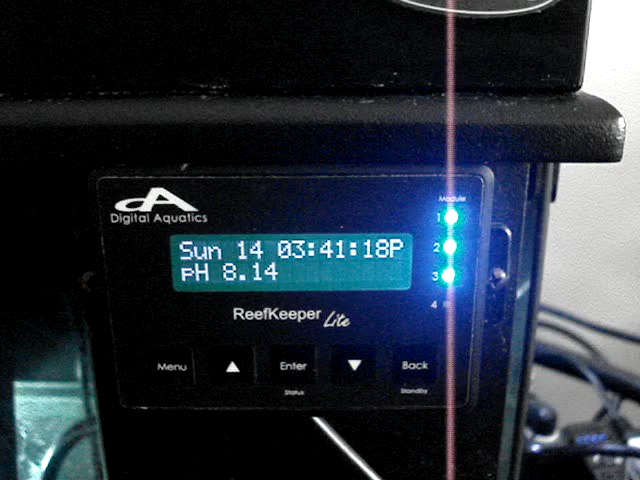 dA
Digital Aquatics
Module
1
Sun 14 03:41:18P
2
pH 8.14
3
4
ReefKeeper Lite
Menu
Enter
Back
Status
Standby